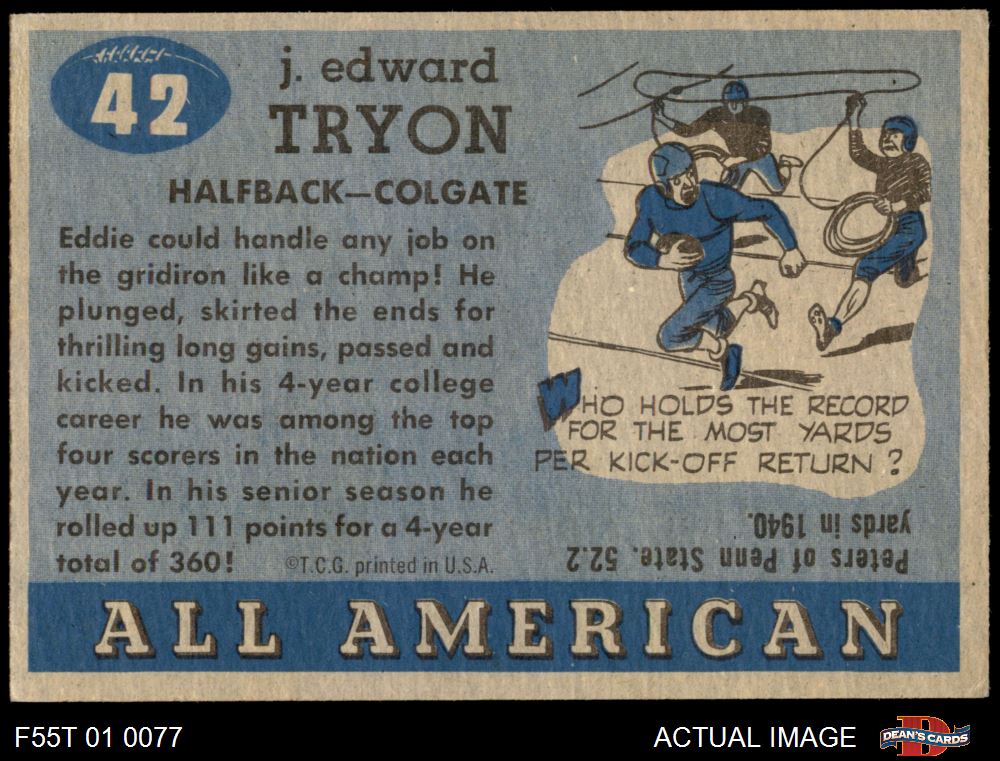 42
j. edward
TRYON
HALFBACK—COLGATE
Eddie could handle any job on
the gridiron like a champ! He
plunged, skirted the ends for
thrilling long gains, passed and
kicked. In his 4-year college
career he was among the top
four scorers in the nation each
year. In his senior season he
rolled up 111 points for a 4-year
total of 360!
©T.C.G. printed in U.S.A.
WHO HOLDS THE RECORD
FOR THE MOST YARDS
PER KICK-OFF RETURN ?
Peters of Penn State. 52.2
yards in 1940.
ALL AMERICAN
F55T 01 0077
ACTUAL IMAGE
D
DEAN'S CARDS